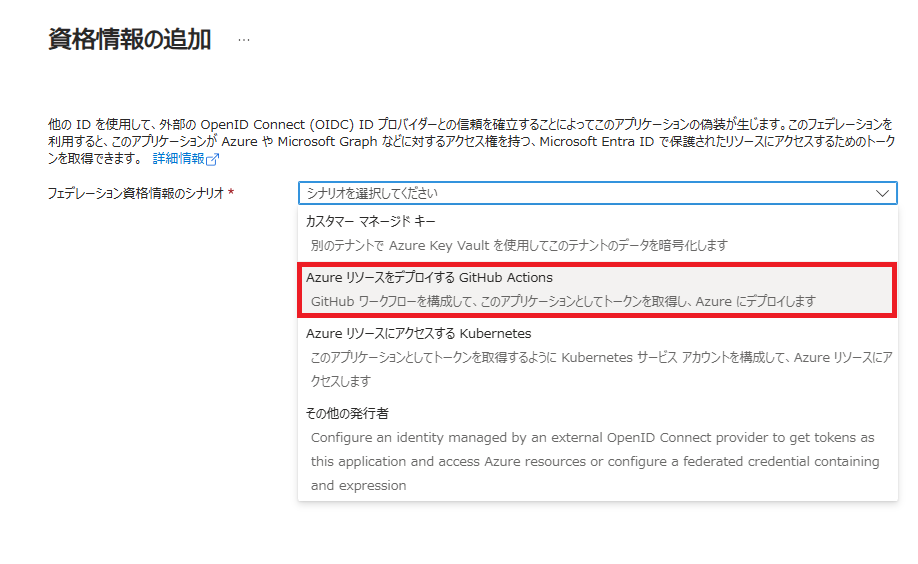 資格情報の追加 …
他の ID を使用して、外部の OpenID Connect (OIDC) ID プロバイダーとの信頼を確立することによってこのアプリケーションの偽装が生じます。このフェデレーションを
利用すると、このアプリケーションが Azure や Microsoft Graph などに対するアクセス権を持つ、Microsoft Entra ID で保護されたリソースにアクセスするためのトーク
ンを取得できます。 詳細情報
フェデレーション資格情報のシナリオ *
シナリオを選択してください
カスタマー マネージド キー
別のテナントで Azure Key Vault を使用してこのテナントのデータを暗号化します
Azure リソースをデプロイする GitHub Actions
GitHub ワークフローを構成して、このアプリケーションとしてトークンを取得し、Azure にデプロイします
Azure リソースにアクセスする Kubernetes
このアプリケーションとしてトークンを取得するように Kubernetes サービス アカウントを構成して、Azure リソースにア
クセスします
その他の発行者
Configure an identity managed by an external OpenID Connect provider to get tokens as
this application and access Azure resources or configure a federated credential containing
and expression